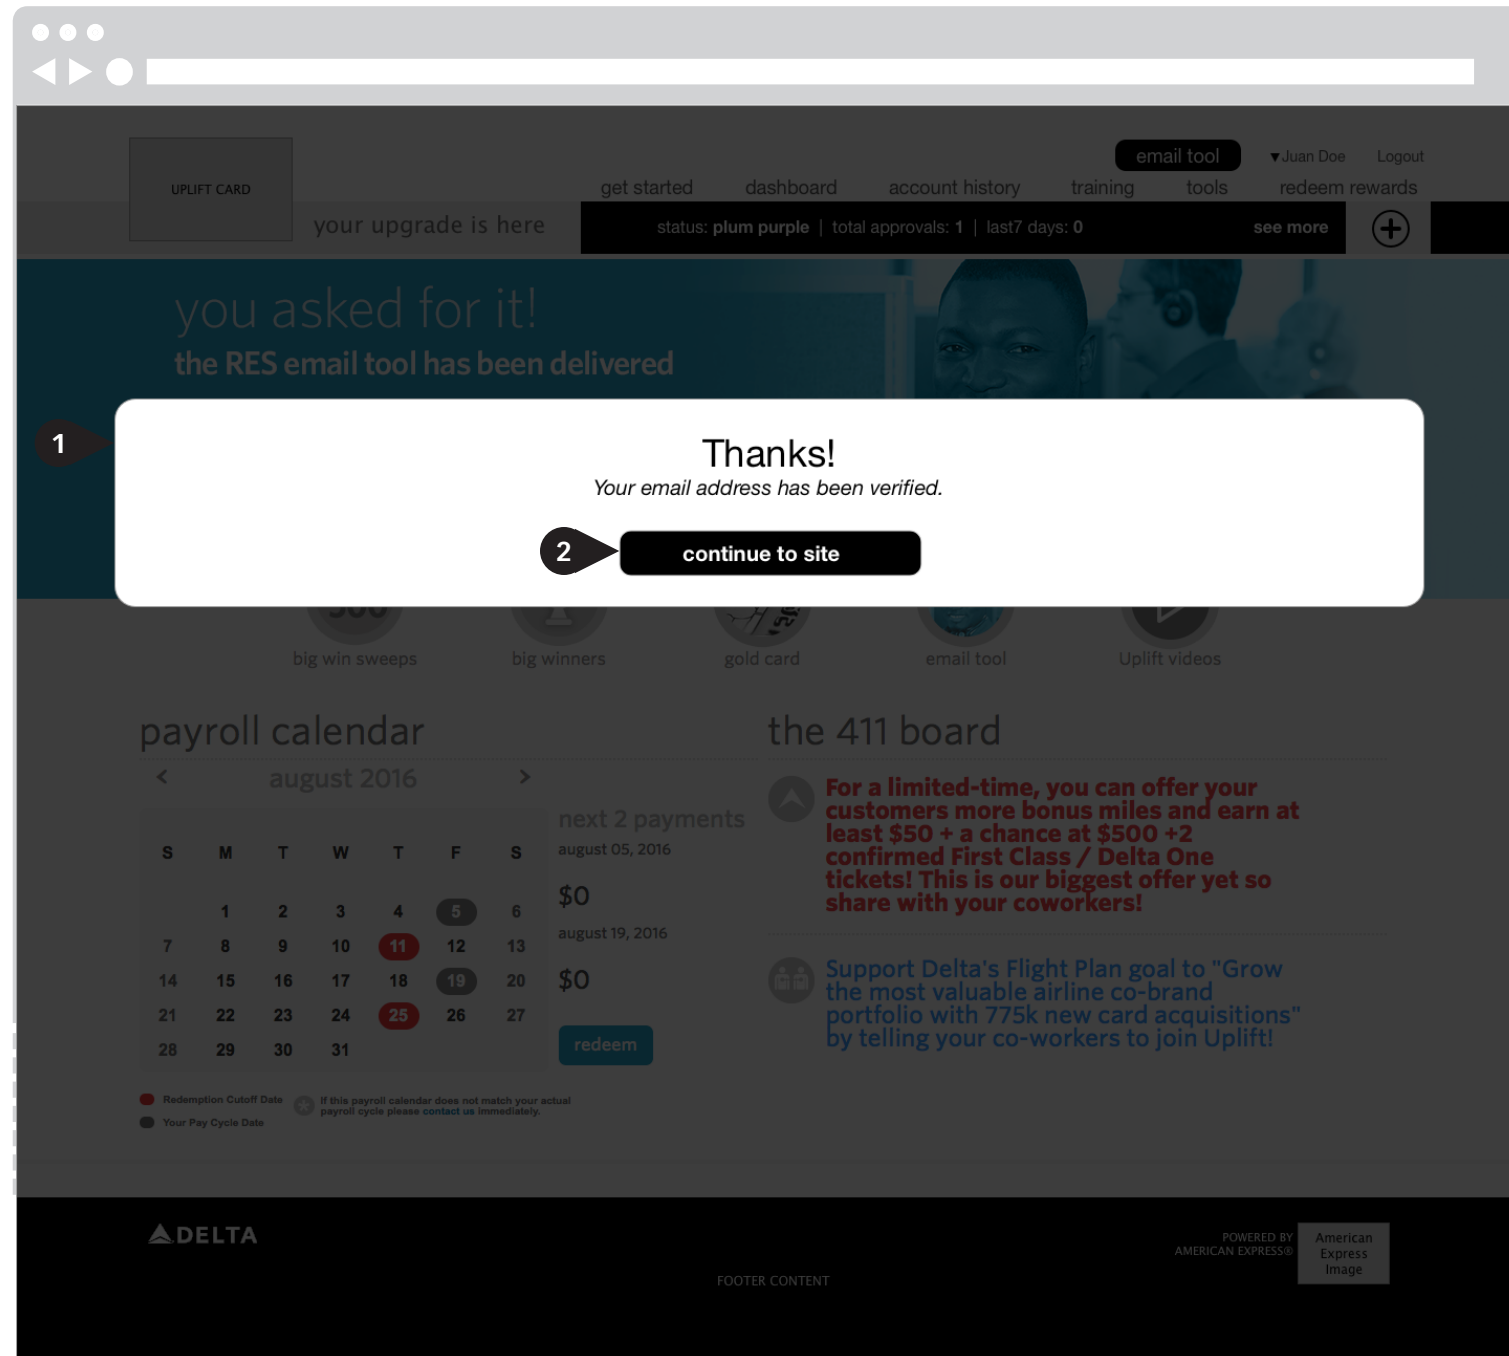 email tool
▼Juan Doe
Logout
UPLIFT CARD
get started
dashboard
account history
training
tools
redeem rewards
your upgrade is here
status: plum purple | total approvals: 1 | last7 days: 0
see more
you asked for it!
the RES email tool has been delivered
1
Thanks!
Your email address has been verified.
2
continue to site
big win sweeps
big winners
gold card
email tool
Uplift videos
payroll calendar
august 2016
S M T W T F S
1 2 3 4 5 6
7 8 9 10 11 12 13
14 15 16 17 18 19 20
21 22 23 24 25 26 27
28 29 30 31
Redemption Cutoff Date
Your Pay Cycle Date
If this payroll calendar does not match your actual
payroll cycle please contact us immediately.
next 2 payments
august 05, 2016
$0
august 19, 2016
$0
redeem
the 411 board
For a limited-time, you can offer your
customers more bonus miles and earn at
least $50 + a chance at $500 +2
confirmed First Class / Delta One
tickets! This is our biggest offer yet so
share with your coworkers!
Support Delta's Flight Plan goal to "Grow
the most valuable airline co-brand
portfolio with 775k new card acquisitions"
by telling your co-workers to join Uplift!
DELTA
POWERED BY
AMERICAN EXPRESS®
American
Express
Image
FOOTER CONTENT